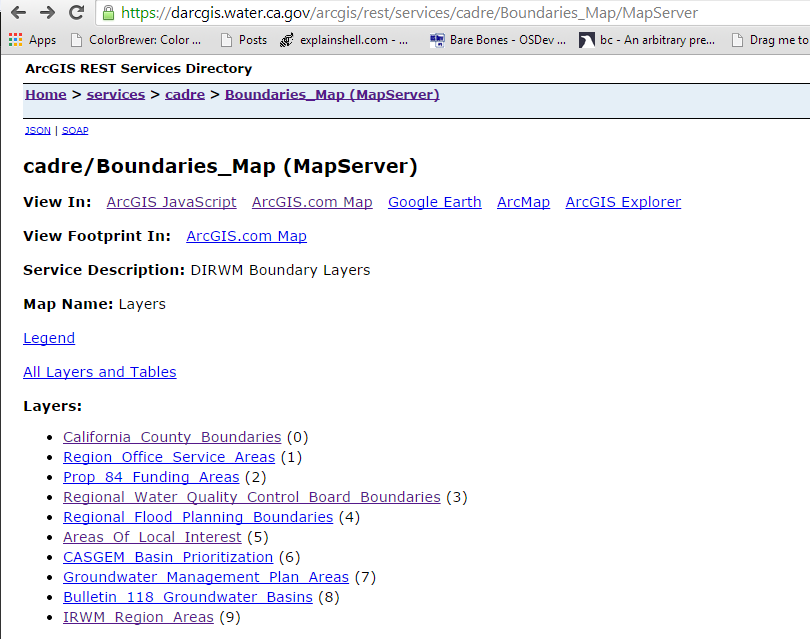 https://darcgis.water.ca.gov/arcgis/rest/services/cadre/Boundaries_Map/MapServer
Apps ColorBrewer: Color ... Posts explainshell.com - ... Bare Bones - OSDev ... bc - An arbitrary pre... Drag me to
ArcGIS REST Services Directory
Home > services > cadre > Boundaries_Map (MapServer)
JSON | SOAP
cadre/Boundaries_Map (MapServer)
View In: ArcGIS JavaScript ArcGIS.com Map Google Earth ArcMap ArcGIS Explorer
View Footprint In: ArcGIS.com Map
Service Description: DIRWM Boundary Layers
Map Name: Layers
Legend
All Layers and Tables
Layers:
• California_County_Boundaries (0)
• Region_Office_Service_Areas (1)
• Prop_84_Funding_Areas (2)
• Regional_Water_Quality_Control_Board_Boundaries (3)
• Regional_Flood_Planning_Boundaries (4)
• Areas_Of_Local_Interest (5)
• CASGEM_Basin_Prioritization (6)
• Groundwater_Management_Plan_Areas (7)
• Bulletin_118_Groundwater_Basins (8)
• IRWM_Region_Areas (9)